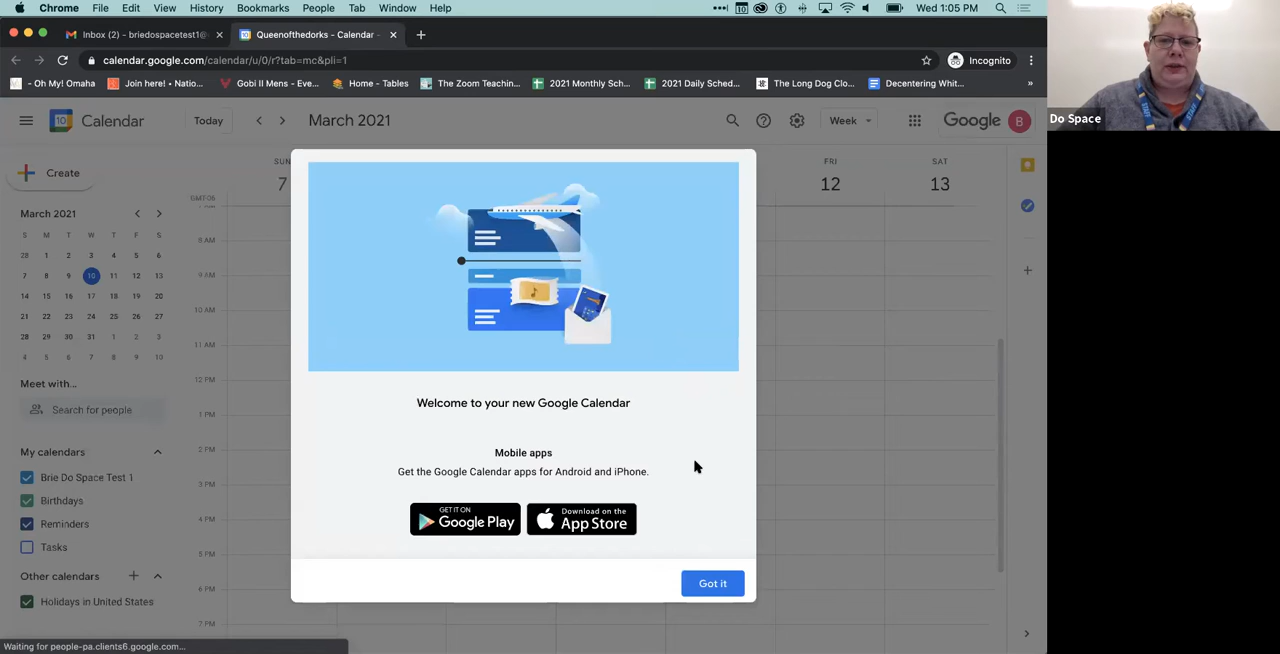 Chrome File Edit View History Bookmarks People Tab Window Help
Wed 1:05 PM
Inbox (2) - briedospacetest1@
Queenofthedorks - Calendar -
calendar.google.com/calendar/u/0/r?tab=mc&pli=1
Incognito
- Oh My! Omaha
Join here! - Natio...
Gobi II Mens - Eve...
Home - Tables
The Zoom Teachin...
2021 Monthly Sch...
2021 Daily Sched...
The Long Dog Clo...
Decentering Whit...
»
Do Space
10 Calendar
Today
March 2021
Week
Google
B
Create
SUN
7
FRI
12
SAT
13
March 2021
S M T W T F S
28 1 2 3 4 5 6
7 8 9 10 11 12 13
14 15 16 17 18 19 20
21 22 23 24 25 26 27
28 29 30 31 1 2 3
4 5 6 7 8 9 10
8 AM
9 AM
10 AM
11 AM
12 PM
1 PM
2 PM
3 PM
4 PM
5 PM
6 PM
7 PM
Meet with...
Search for people
My calendars
Brie Do Space Test 1
Birthdays
Reminders
Tasks
Other calendars
Holidays in United States
Welcome to your new Google Calendar
Mobile apps
Get the Google Calendar apps for Android and iPhone.
GET IT ON
Google Play
Download on the
App Store
Got it
Waiting for people-pa.clients6.google.com...